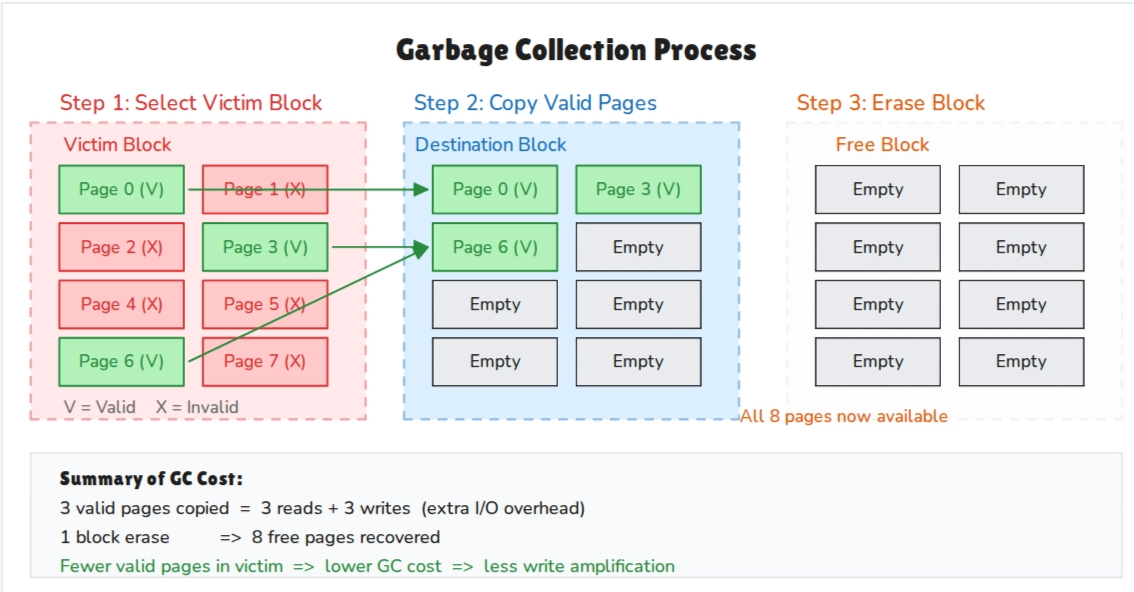 Garbage Collection Process
Step 1: Select Victim Block
Victim Block
Page 0 (V)
Page 1 (X)
Page 2 (X)
Page 3 (V)
Page 4 (X)
Page 5 (X)
Page 6 (V)
Page 7 (X)
V = Valid X = Invalid
Step 2: Copy Valid Pages
Destination Block
Page 0 (V)
Page 3 (V)
Page 6 (V)
Empty
Empty
Empty
Empty
Empty
Step 3: Erase Block
Free Block
Empty
Empty
Empty
Empty
Empty
Empty
Empty
Empty
All 8 pages now available
Summary of GC Cost:
3 valid pages copied = 3 reads + 3 writes (extra I/O overhead)
1 block erase => 8 free pages recovered
Fewer valid pages in victim => lower GC cost => less write amplification